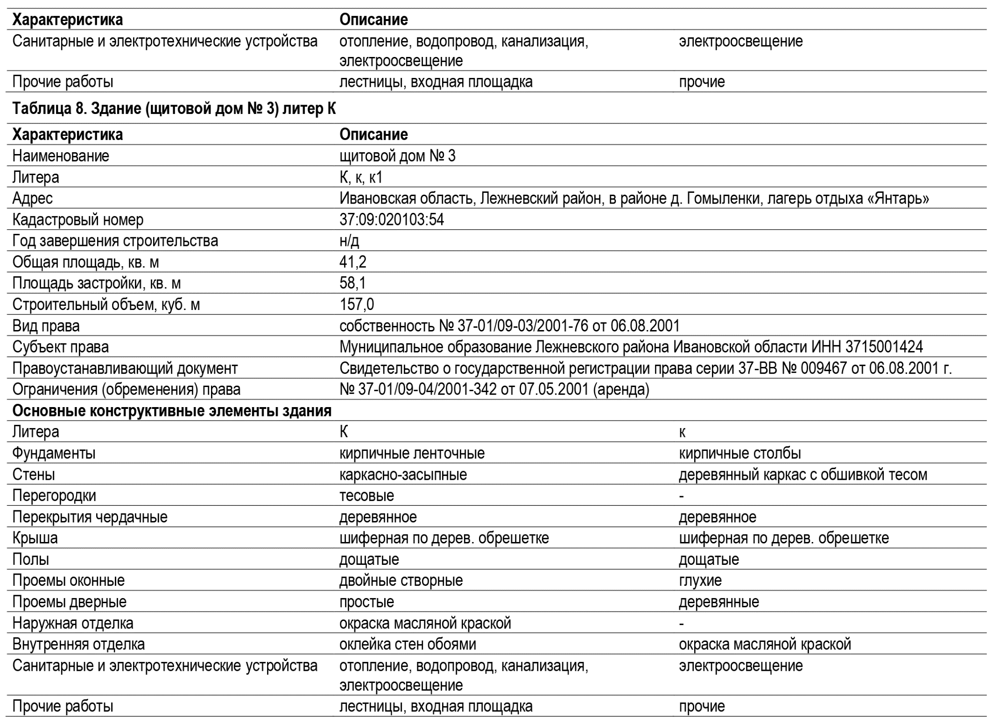 Характеристика Описание
Санитарные и электротехнические устройства отопление, водопровод, канализация, электроосвещение
электроосвещение
Прочие работы лестницы, входная площадка прочие
Таблица 8. Здание (щитовой дом № 3) литер К
Характеристика Описание
Наименование щитовой дом № 3
Литера К, к, к1
Адрес Ивановская область, Лежневский район, в районе д. Гомыленки, лагерь отдыха «Янтарь»
Кадастровый номер 37:09:020103:54
Год завершения строительства н/д
Общая площадь, кв. м 41,2
Площадь застройки, кв. м 58,1
Строительный объем, куб. м 157,0
Вид права собственность № 37-01/09-03/2001-76 от 06.08.2001
Субъект права Муниципальное образование Лежневского района Ивановской области ИНН 3715001424
Правоустанавливающий документ Свидетельство о государственной регистрации права серии 37-ВВ № 009467 от 06.08.2001 г.
Ограничения (обременения) права № 37-01/09-04/2001-342 от 07.05.2001 (аренда)
Основные конструктивные элементы здания
Литера К к
Фундаменты кирпичные ленточные кирпичные столбы
Стены каркасно-засыпные деревянный каркас с обшивкой тесом
Перегородки тесовые -
Перекрытия чердачные деревянное деревянное
Крыша шиферная по дерев. обрешетке шиферная по дерев. обрешетке
Полы дощатые дощатые
Проемы оконные двойные створные глухие
Проемы дверные простые деревянные
Наружная отделка окраска масляной краской -
Внутренняя отделка оклейка стен обоями окраска масляной краской
Санитарные и электротехнические устройства отопление, водопровод, канализация, электроосвещение
электроосвещение
Прочие работы лестницы, входная площадка прочие